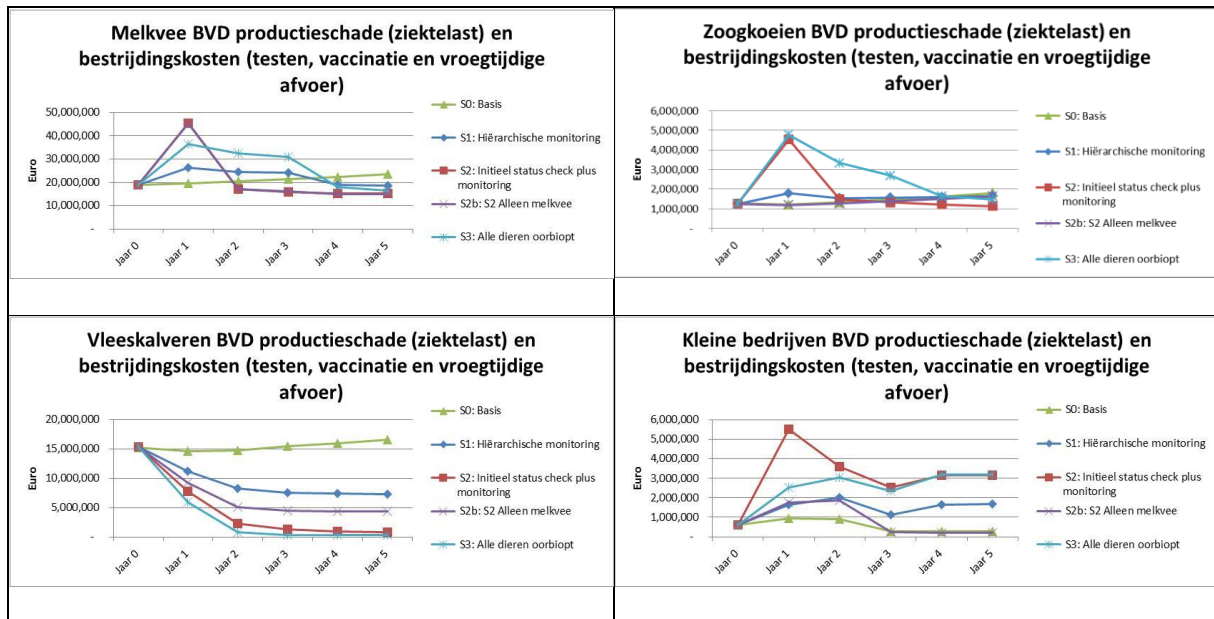 Melkvee BVD productieschade (ziektelast) en
bestrijdingskosten (testen, vaccinatie en vroegtijdige
afvoer)
50,000,000
40,000,000
30,000,000
20,000,000
10,000,000
-
Euro
Jaar 0
Jaar 1
Jaar 2
Jaar 3
Jaar 4
Jaar 5
S0: Basis
S1: Hiërarchische monitoring
S2: Initieel status check plus
monitoring
S2b: S2 Alleen melkvee
S3: Alle dieren oorbiopt
Zoogkoeien BVD productieschade (ziektelast) en
bestrijdingskosten (testen, vaccinatie en vroegtijdige
afvoer)
6,000,000
5,000,000
4,000,000
3,000,000
2,000,000
1,000,000
-
Euro
Jaar 0
Jaar 1
Jaar 2
Jaar 3
Jaar 4
Jaar 5
S0: Basis
S1: Hiërarchische monitoring
S2: Initieel status check plus
monitoring
S2b: S2 Alleen melkvee
S3: Alle dieren oorbiopt
Vleeskalveren BVD productieschade (ziektelast) en
bestrijdingskosten (testen, vaccinatie en vroegtijdige
afvoer)
20,000,000
15,000,000
10,000,000
5,000,000
-
Euro
Jaar 0
Jaar 1
Jaar 2
Jaar 3
Jaar 4
Jaar 5
S0: Basis
S1: Hiërarchische monitoring
S2: Initieel status check plus
monitoring
S2b: S2 Alleen melkvee
S3: Alle dieren oorbiopt
Kleine bedrijven BVD productieschade (ziektelast) en
bestrijdingskosten (testen, vaccinatie en vroegtijdige
afvoer)
6,000,000
5,000,000
4,000,000
3,000,000
2,000,000
1,000,000
-
Euro
Jaar 0
Jaar 1
Jaar 2
Jaar 3
Jaar 4
Jaar 5
S0: Basis
S1: Hiërarchische monitoring
S2: Initieel status check plus
monitoring
S2b: S2 Alleen melkvee
S3: Alle dieren oorbiopt